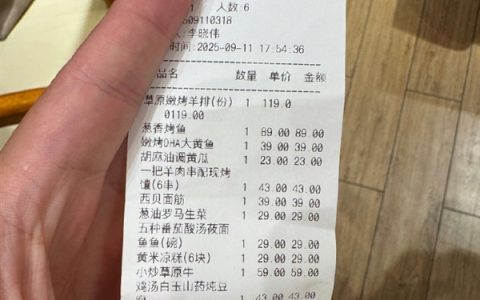 1 人数:6
509110318
人:李晓伟
时间:2025-09-11 17:54:36
品名 数量 单价 金额
草原嫩烤羊排(份) 1 119.0
0119.00
葱香烤鱼 1 89.00 89.00
嫩烤DHA大黄鱼 1 39.00 39.00
胡麻油调黄瓜 1 23.00 23.00
一把羊肉串配现烤
馕(6串) 1 43.00 43.00
西贝面筋 1 39.00 39.00
葱油罗马生菜 1 29.00 29.00
五种番茄酸汤莜面
鱼鱼(碗) 1 29.00 29.00
黄米凉糕(6块) 1 29.00 29.00
小炒草原牛 1 59.00 59.00
鸡汤白玉山药炖豆
1 43.00 43.00